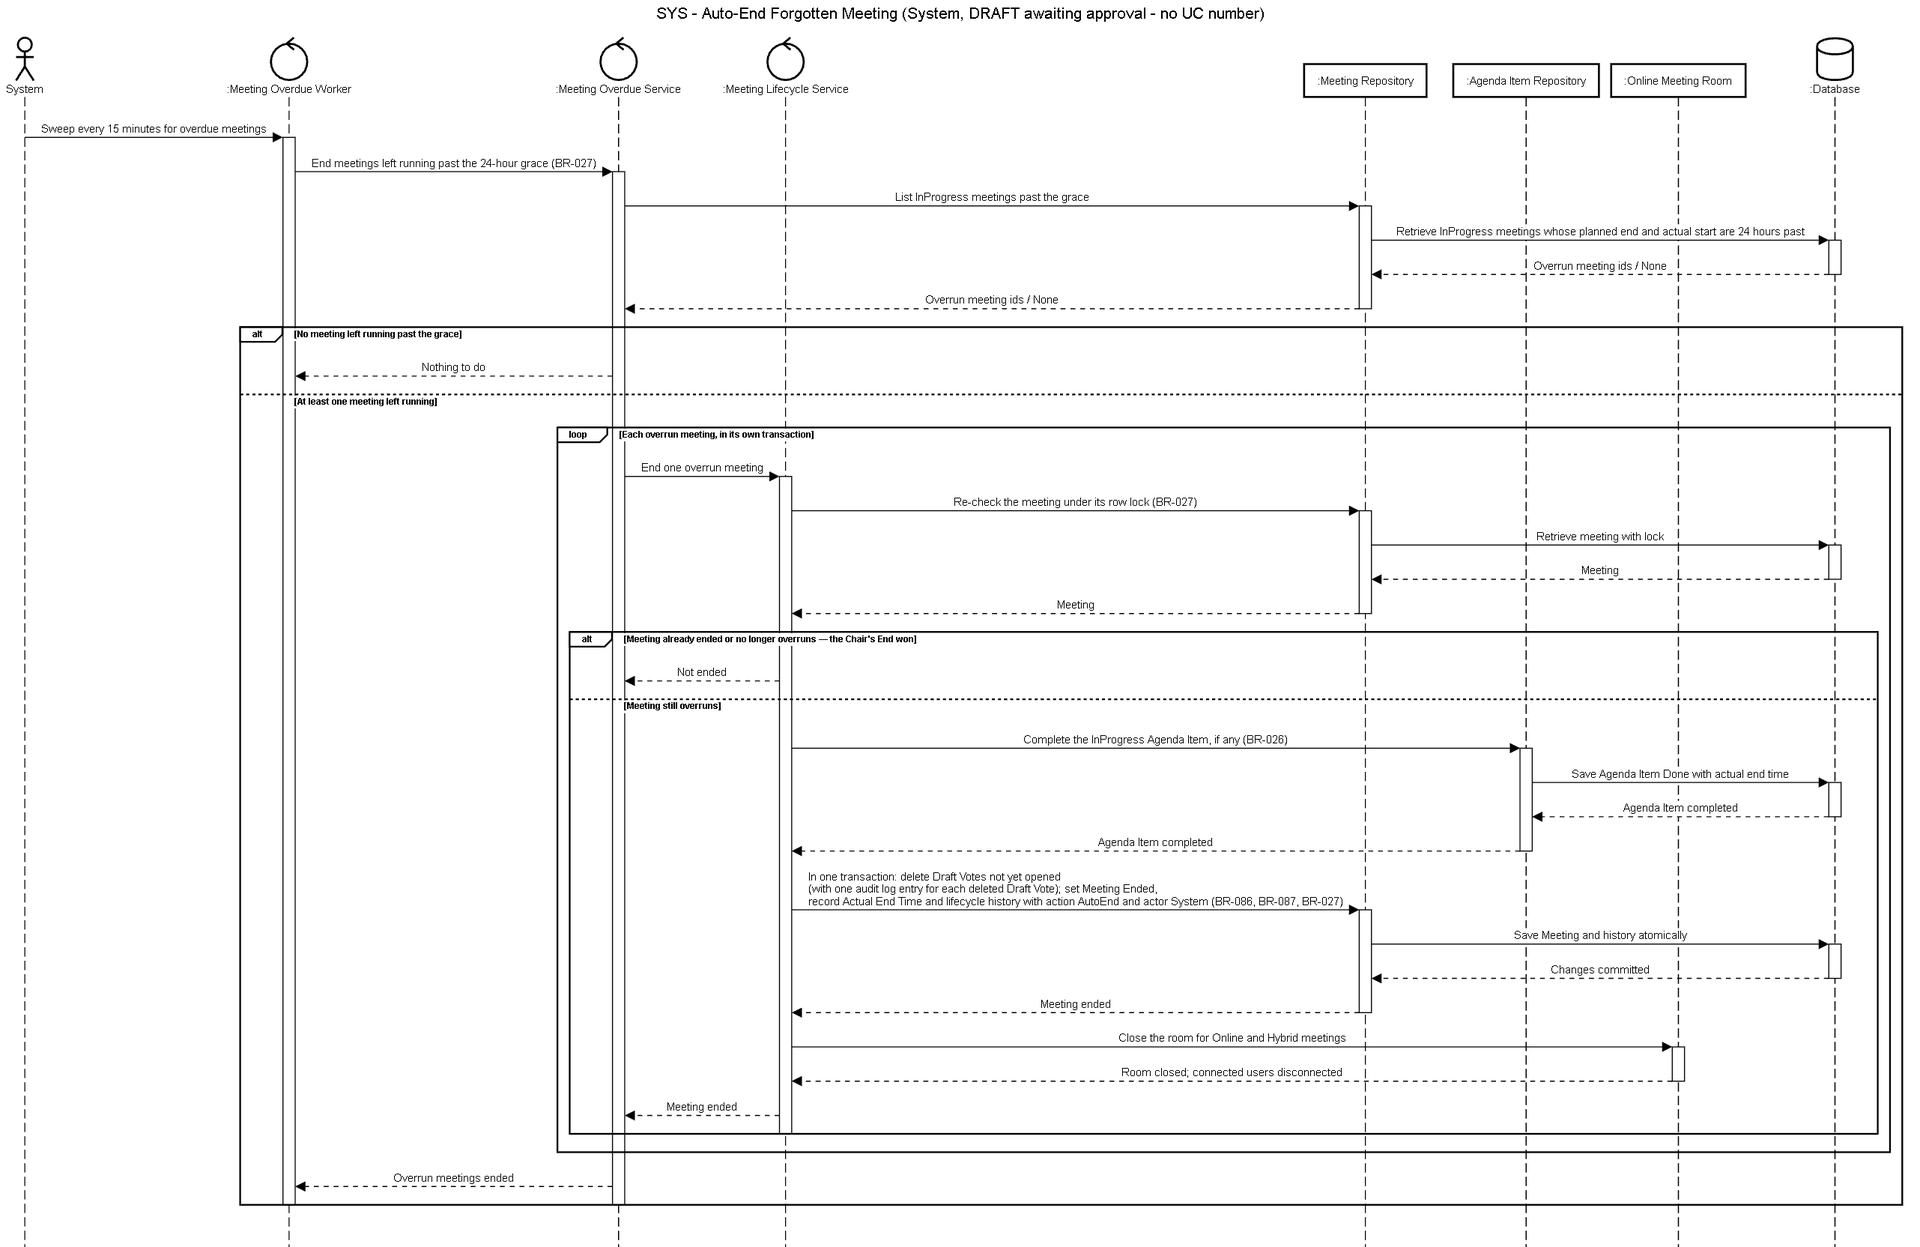 SYS - Auto-End Forgotten Meeting (System, DRAFT awaiting approval - no UC number)
System
:Meeting Overdue Worker
:Meeting Overdue Service
:Meeting Lifecycle Service
:Meeting Repository
:Agenda Item Repository
:Online Meeting Room
:Database
Sweep every 15 minutes for overdue meetings
End meetings left running past the 24-hour grace (BR-027)
List InProgress meetings past the grace
Retrieve InProgress meetings whose planned end and actual start are 24 hours past
Overrun meeting ids / None
Overrun meeting ids / None
alt
[No meeting left running past the grace]
Nothing to do
[At least one meeting left running]
loop
[Each overrun meeting, in its own transaction]
End one overrun meeting
Re-check the meeting under its row lock (BR-027)
Retrieve meeting with lock
Meeting
Meeting
alt
[Meeting already ended or no longer overruns — the Chair's End won]
Not ended
[Meeting still overruns]
Complete the InProgress Agenda Item, if any (BR-026)
Save Agenda Item Done with actual end time
Agenda Item completed
Agenda Item completed
In one transaction: delete Draft Votes not yet opened
(with one audit log entry for each deleted Draft Vote); set Meeting Ended,
record Actual End Time and lifecycle history with action AutoEnd and actor System (BR-086, BR-087, BR-027)
Save Meeting and history atomically
Changes committed
Meeting ended
Close the room for Online and Hybrid meetings
Room closed; connected users disconnected
Meeting ended
Overrun meetings ended